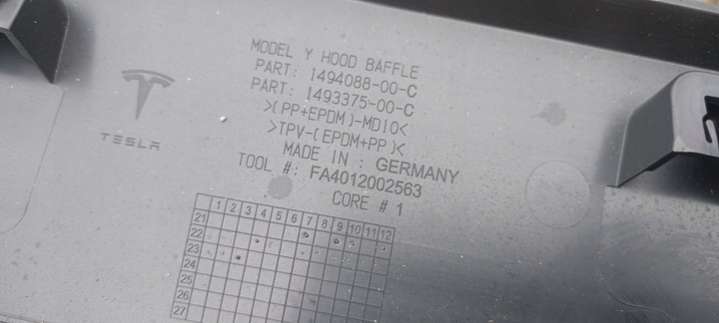 MODEL Y HOOD BAFFLE
PART: 1494088-00-C
PART: 1493375-00-C
>(PP+EPDM)-MD10<
>TPV-(EPDM+PP)<
MADE IN : GERMANY
TOOL #: FA4012002563
CORE # 1
TESLA
1 2 3 4 5 6 7 8 9 10 11 12
21
22
23
24
25
26
27